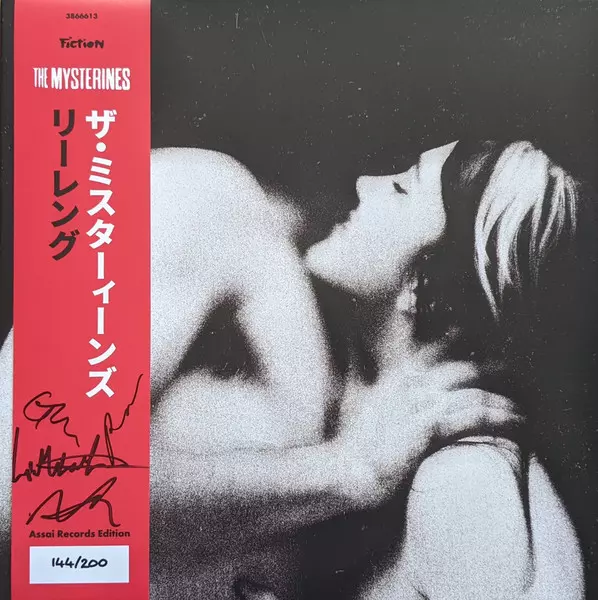 3866613
Fiction
THE MYSTERINES
ザ・ミスターィーンズ
リーレング
Assai Records Edition
144/200